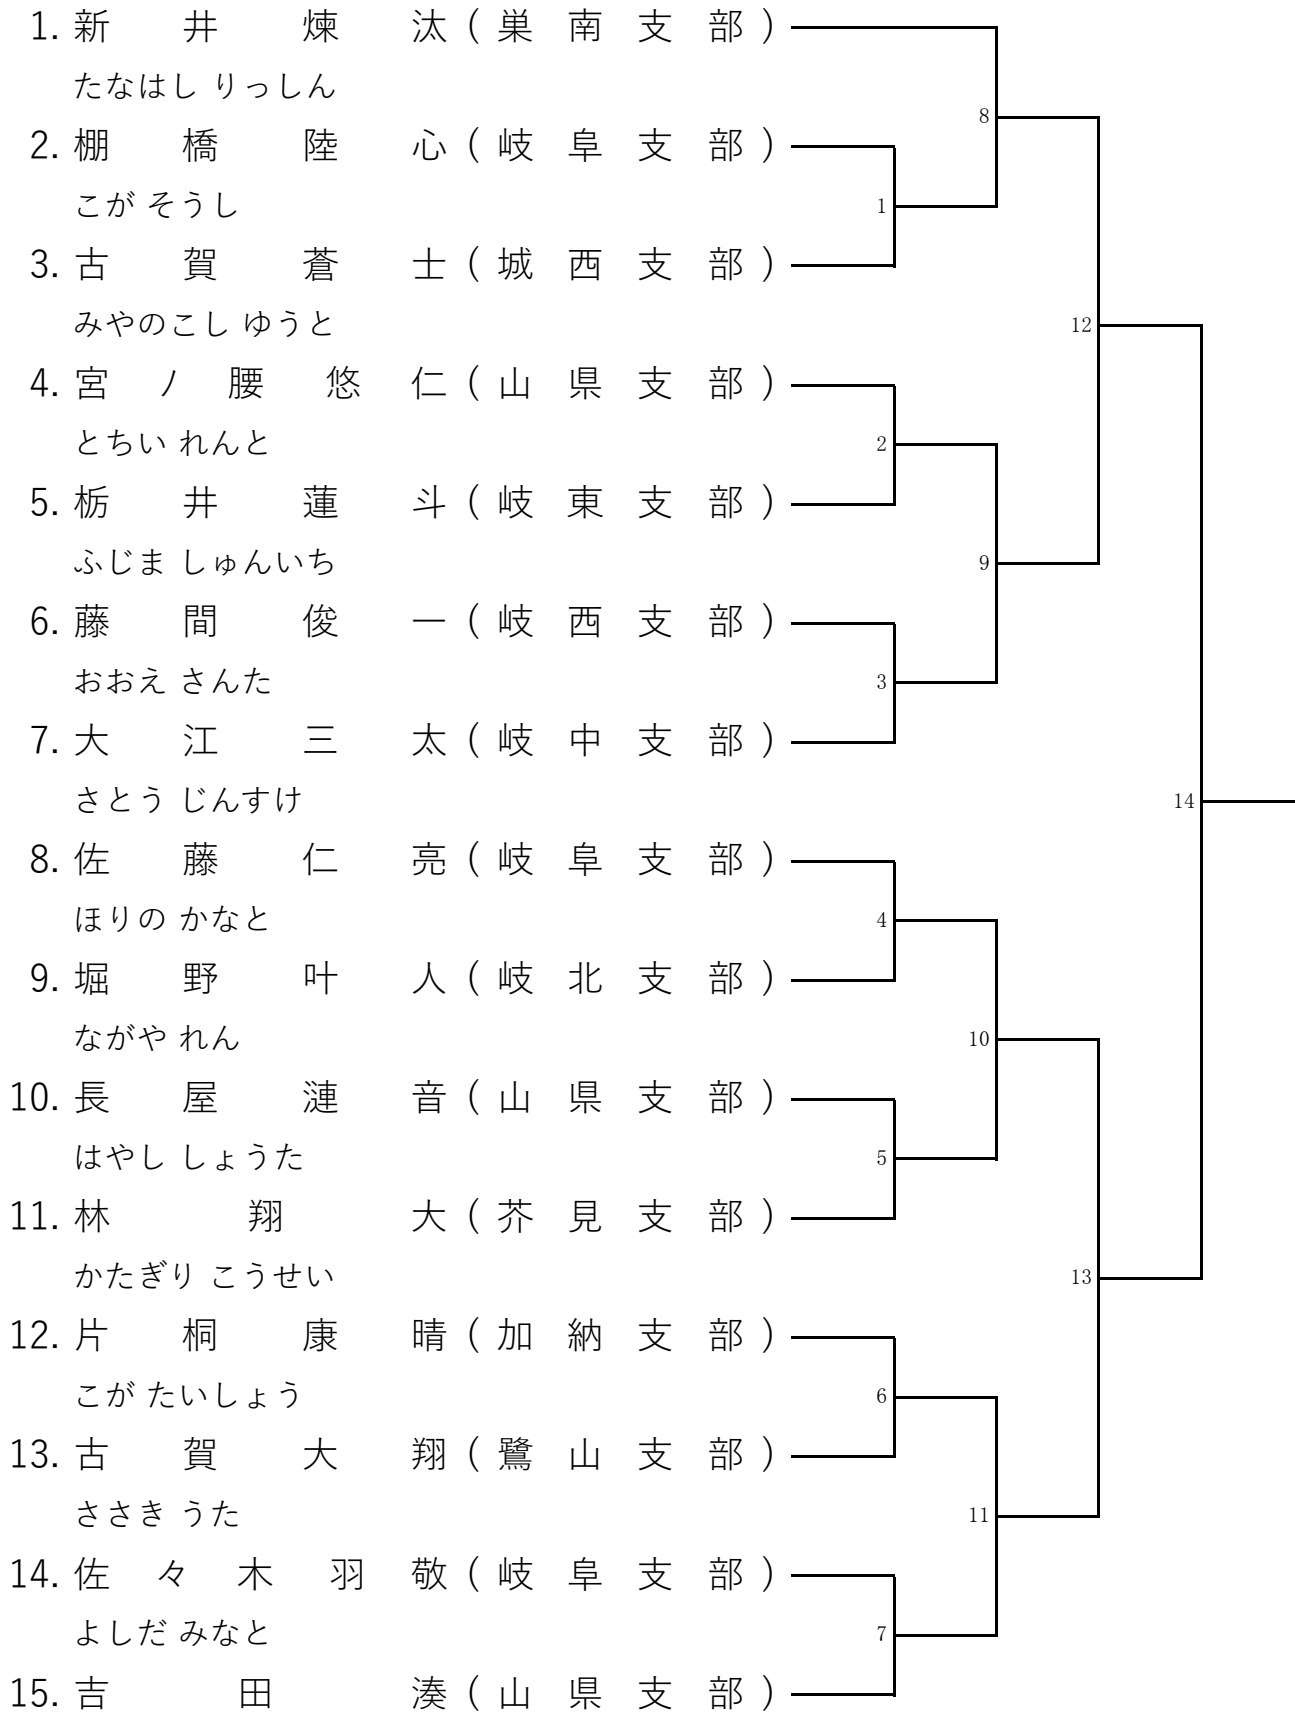 1. 新井煉汰(巣南支部)
たなはし りっしん
8
2. 棚橋陸心(岐阜支部)
こが そうし
1
3. 古賀蒼士(城西支部)
みやのこし ゆうと
12
4. 宮ノ腰悠仁(山県支部)
とちい れんと
2
5. 栃井蓮斗(岐東支部)
ふじま しゅんいち
9
6. 藤間俊一(岐西支部)
おおえ さんた
3
7. 大江三太(岐中支部)
さとう じんすけ
14
8. 佐藤仁亮(岐阜支部)
ほりの かなと
4
9. 堀野叶人(岐北支部)
ながや れん
10
10. 長屋漣音(山県支部)
はやし しょうた
5
11. 林翔大(芥見支部)
かたぎり こうせい
13
12. 片桐康晴(加納支部)
こが たいしょう
6
13. 古賀大翔(鷺山支部)
ささき うた
11
14. 佐々木羽敬(岐阜支部)
よしだ みなと
7
15. 吉田湊(山県支部)